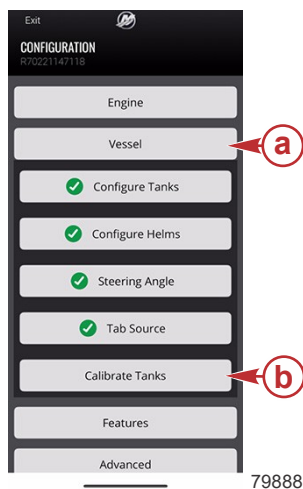 Exit
CONFIGURATION
R70221147118
Engine
Vessel
a
Configure Tanks
Configure Helms
Steering Angle
Tab Source
Calibrate Tanks
b
Features
Advanced
79888